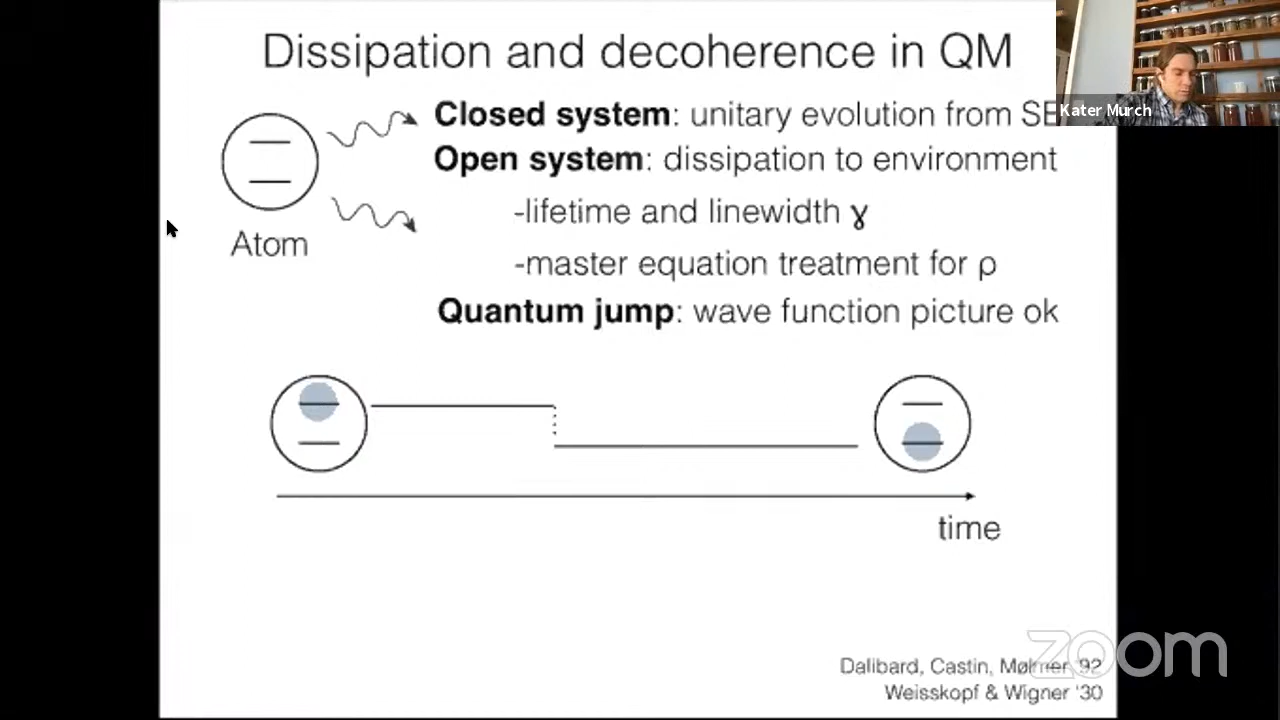 Dissipation and decoherence in QM
Closed system: unitary evolution from SE
Kater Murch
Open system: dissipation to environment
-lifetime and linewidth γ
Atom
-master equation treatment for ρ
Quantum jump: wave function picture ok
time
Dalibard, Castin, Mølmer '92
Weisskopf & Wigner '30
zoom